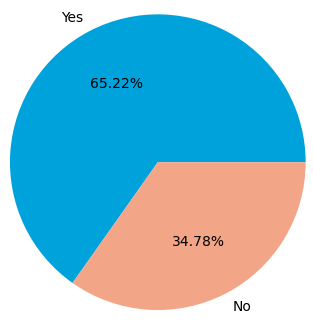 Yes
65.22%
34.78%
No